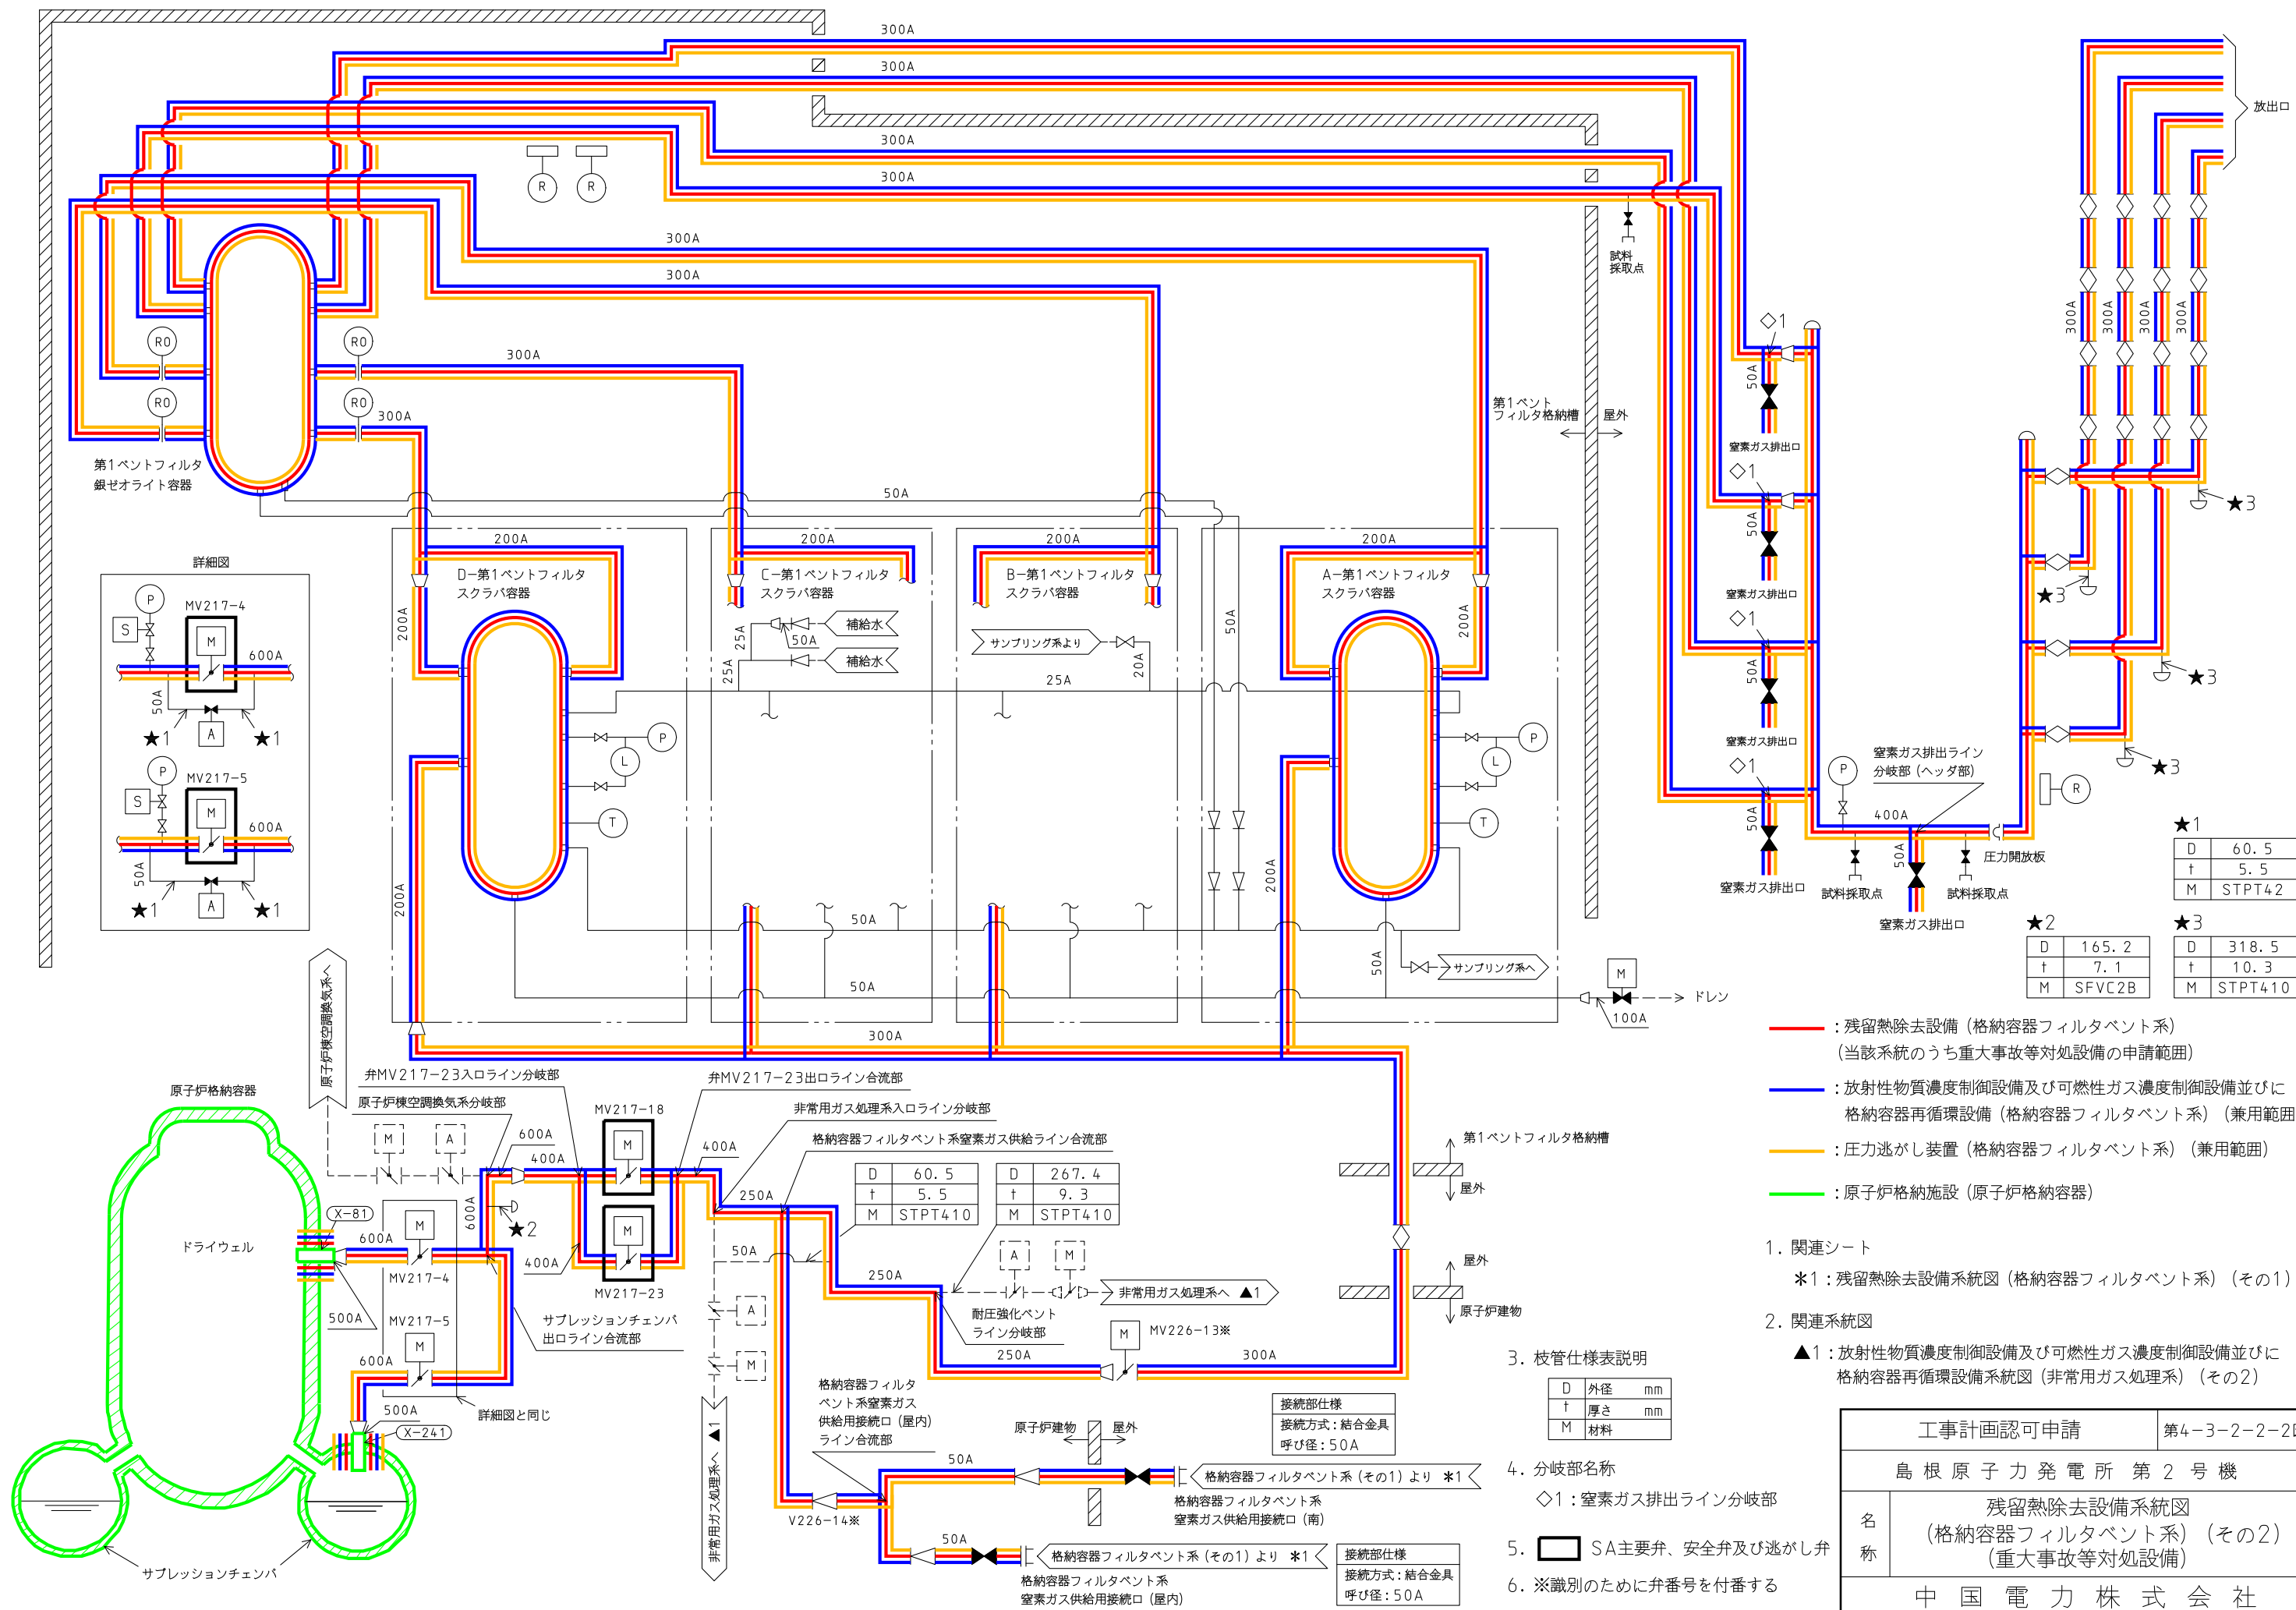 300A
300A
300A
300A
300A
300A
放出口
R
R
試料
採取点
RO
RO
RO
RO
300A
300A
第1ベントフィルタ
銀ゼオライト容器
第1ベント
フィルタ格納槽
屋外
◇1
50A
窒素ガス排出口
◇1
50A
窒素ガス排出口
◇1
50A
窒素ガス排出口
◇1
50A
窒素ガス排出口
300A
300A
300A
300A
★3
★3
★3
★3
50A
200A
200A
200A
200A
D-第1ベントフィルタ
スクラバ容器
C-第1ベントフィルタ
スクラバ容器
B-第1ベントフィルタ
スクラバ容器
A-第1ベントフィルタ
スクラバ容器
200A
25A
50A
補給水
25A
補給水
サンプリング系より
20A
50A
200A
25A
P
L
T
P
L
T
詳細図
P
S
MV217-4
M
600A
50A
A
★1
★1
P
S
MV217-5
M
600A
50A
A
★1
★1
窒素ガス排出ライン
分岐部(ヘッダ部)
P
400A
R
50A
圧力開放板
試料採取点
試料採取点
窒素ガス排出口
200A
200A
50A
50A
50A
サンプリング系へ
M
ドレン
100A
★1
D 60.5
t 5.5
M STPT42
★2
D 165.2
t 7.1
M SFVC2B
★3
D 318.5
t 10.3
M STPT410
300A
:残留熱除去設備(格納容器フィルタベント系)
(当該系統のうち重大事故等対処設備の申請範囲)
:放射性物質濃度制御設備及び可燃性ガス濃度制御設備並びに
格納容器再循環設備(格納容器フィルタベント系)(兼用範囲
:圧力逃がし装置(格納容器フィルタベント系)(兼用範囲)
:原子炉格納施設(原子炉格納容器)
原子炉棟空調換気系へ
原子炉格納容器
弁MV217-23入口ライン分岐部
原子炉棟空調換気系分岐部
弁MV217-23出口ライン合流部
非常用ガス処理系入口ライン分岐部
格納容器フィルタベント系窒素ガス供給ライン合流部
M
A
600A
400A
MV217-18
M
400A
600A
★2
M
400A
MV217-23
250A
D 60.5
t 5.5
M STPT410
D 267.4
t 9.3
M STPT410
第1ベントフィルタ格納槽
屋外
屋外
原子炉建物
X-81
600A
M
MV217-4
MV217-5
M
ドライウェル
500A
600A
サプレッションチェンバ
出口ライン合流部
500A
X-241
詳細図と同じ
サプレッションチェンバ
50A
A
M
250A
A
M
非常用ガス処理系へ ▲1
耐圧強化ベント
ライン分岐部
M
MV226-13※
250A
300A
非常用ガス処理系へ ▲1
格納容器フィルタ
ベント系窒素ガス
供給用接続口(屋内)
ライン合流部
V226-14※
原子炉建物
屋外
50A
格納容器フィルタベント系(その1)より *1
格納容器フィルタベント系
窒素ガス供給用接続口(南)
接続部仕様
接続方式:結合金具
呼び径:50A
50A
格納容器フィルタベント系(その1)より *1
格納容器フィルタベント系
窒素ガス供給用接続口(屋内)
接続部仕様
接続方式:結合金具
呼び径:50A
1. 関連シート
*1:残留熱除去設備系統図(格納容器フィルタベント系)(その1)
2. 関連系統図
▲1:放射性物質濃度制御設備及び可燃性ガス濃度制御設備並びに
格納容器再循環設備系統図(非常用ガス処理系)(その2)
3. 枝管仕様表説明
D 外径 mm
t 厚さ mm
M 材料
4. 分岐部名称
◇1:窒素ガス排出ライン分岐部
5. SA主要弁、安全弁及び逃がし弁
6. ※識別のために弁番号を付番する
工事計画認可申請 第4-3-2-2-2
島根原子力発電所 第2号機
名称
残留熱除去設備系統図
(格納容器フィルタベント系)(その2)
(重大事故等対処設備)
中国電力株式会社